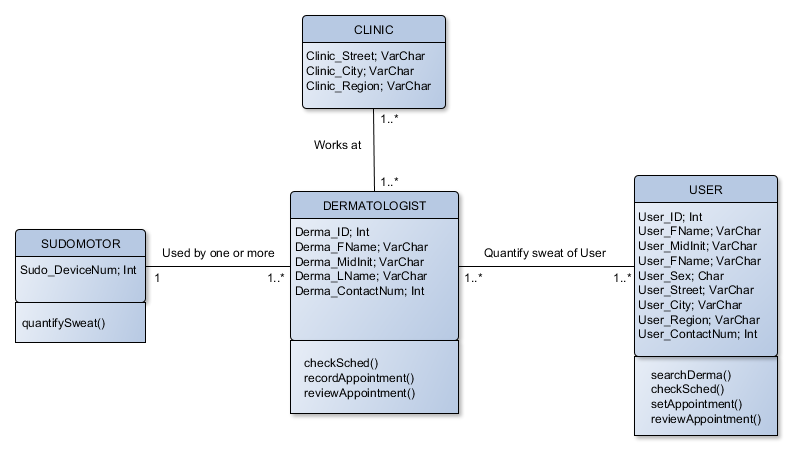 CLINIC
Clinic_Street; VarChar
Clinic_City; VarChar
Clinic_Region; VarChar
1..*
Works at
1..*
DERMATOLOGIST
Derma_ID; Int
Derma_FName; VarChar
Derma_MidInit; VarChar
Derma_LName; VarChar
Derma_ContactNum; Int
checkSched()
recordAppointment()
reviewAppointment()
SUDOMOTOR
Sudo_DeviceNum; Int
quantifySweat()
Used by one or more
1
1..*
Quantify sweat of User
1..*
1..*
USER
User_ID; Int
User_FName; VarChar
User_MidInit; VarChar
User_FName; VarChar
User_Sex; Char
User_Street; VarChar
User_City; VarChar
User_Region; VarChar
User_ContactNum; Int
searchDerma()
checkSched()
setAppointment()
reviewAppointment()